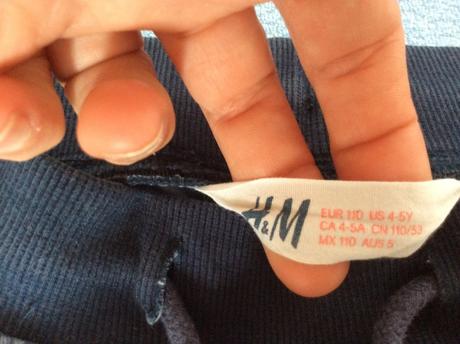 H&M
EUR 110 US 4-5Y
CA 4-5A CN 110/53
MX 110 AUS 5